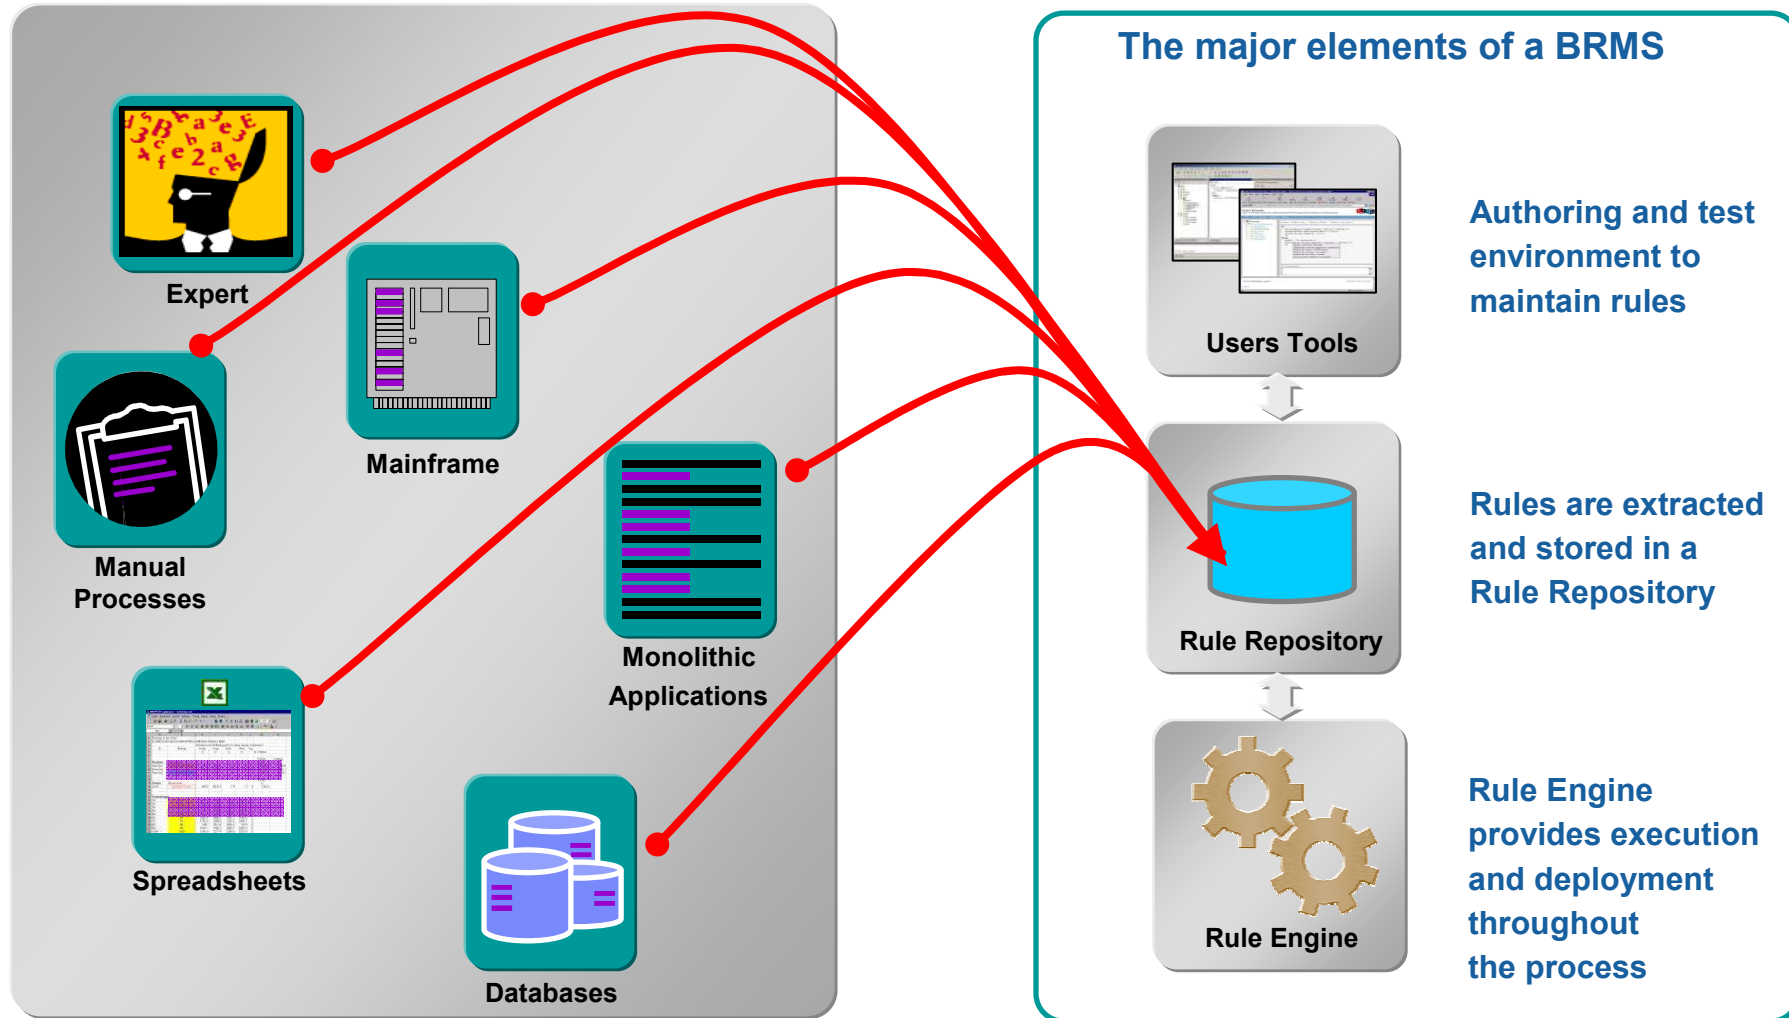 The major elements of a BRMS
Expert
Mainframe
Manual
Processes
Monolithic
Applications
Spreadsheets
Databases
Users Tools
Authoring and test
environment to
maintain rules
Rule Repository
Rules are extracted
and stored in a
Rule Repository
Rule Engine
Rule Engine
provides execution
and deployment
throughout
the process